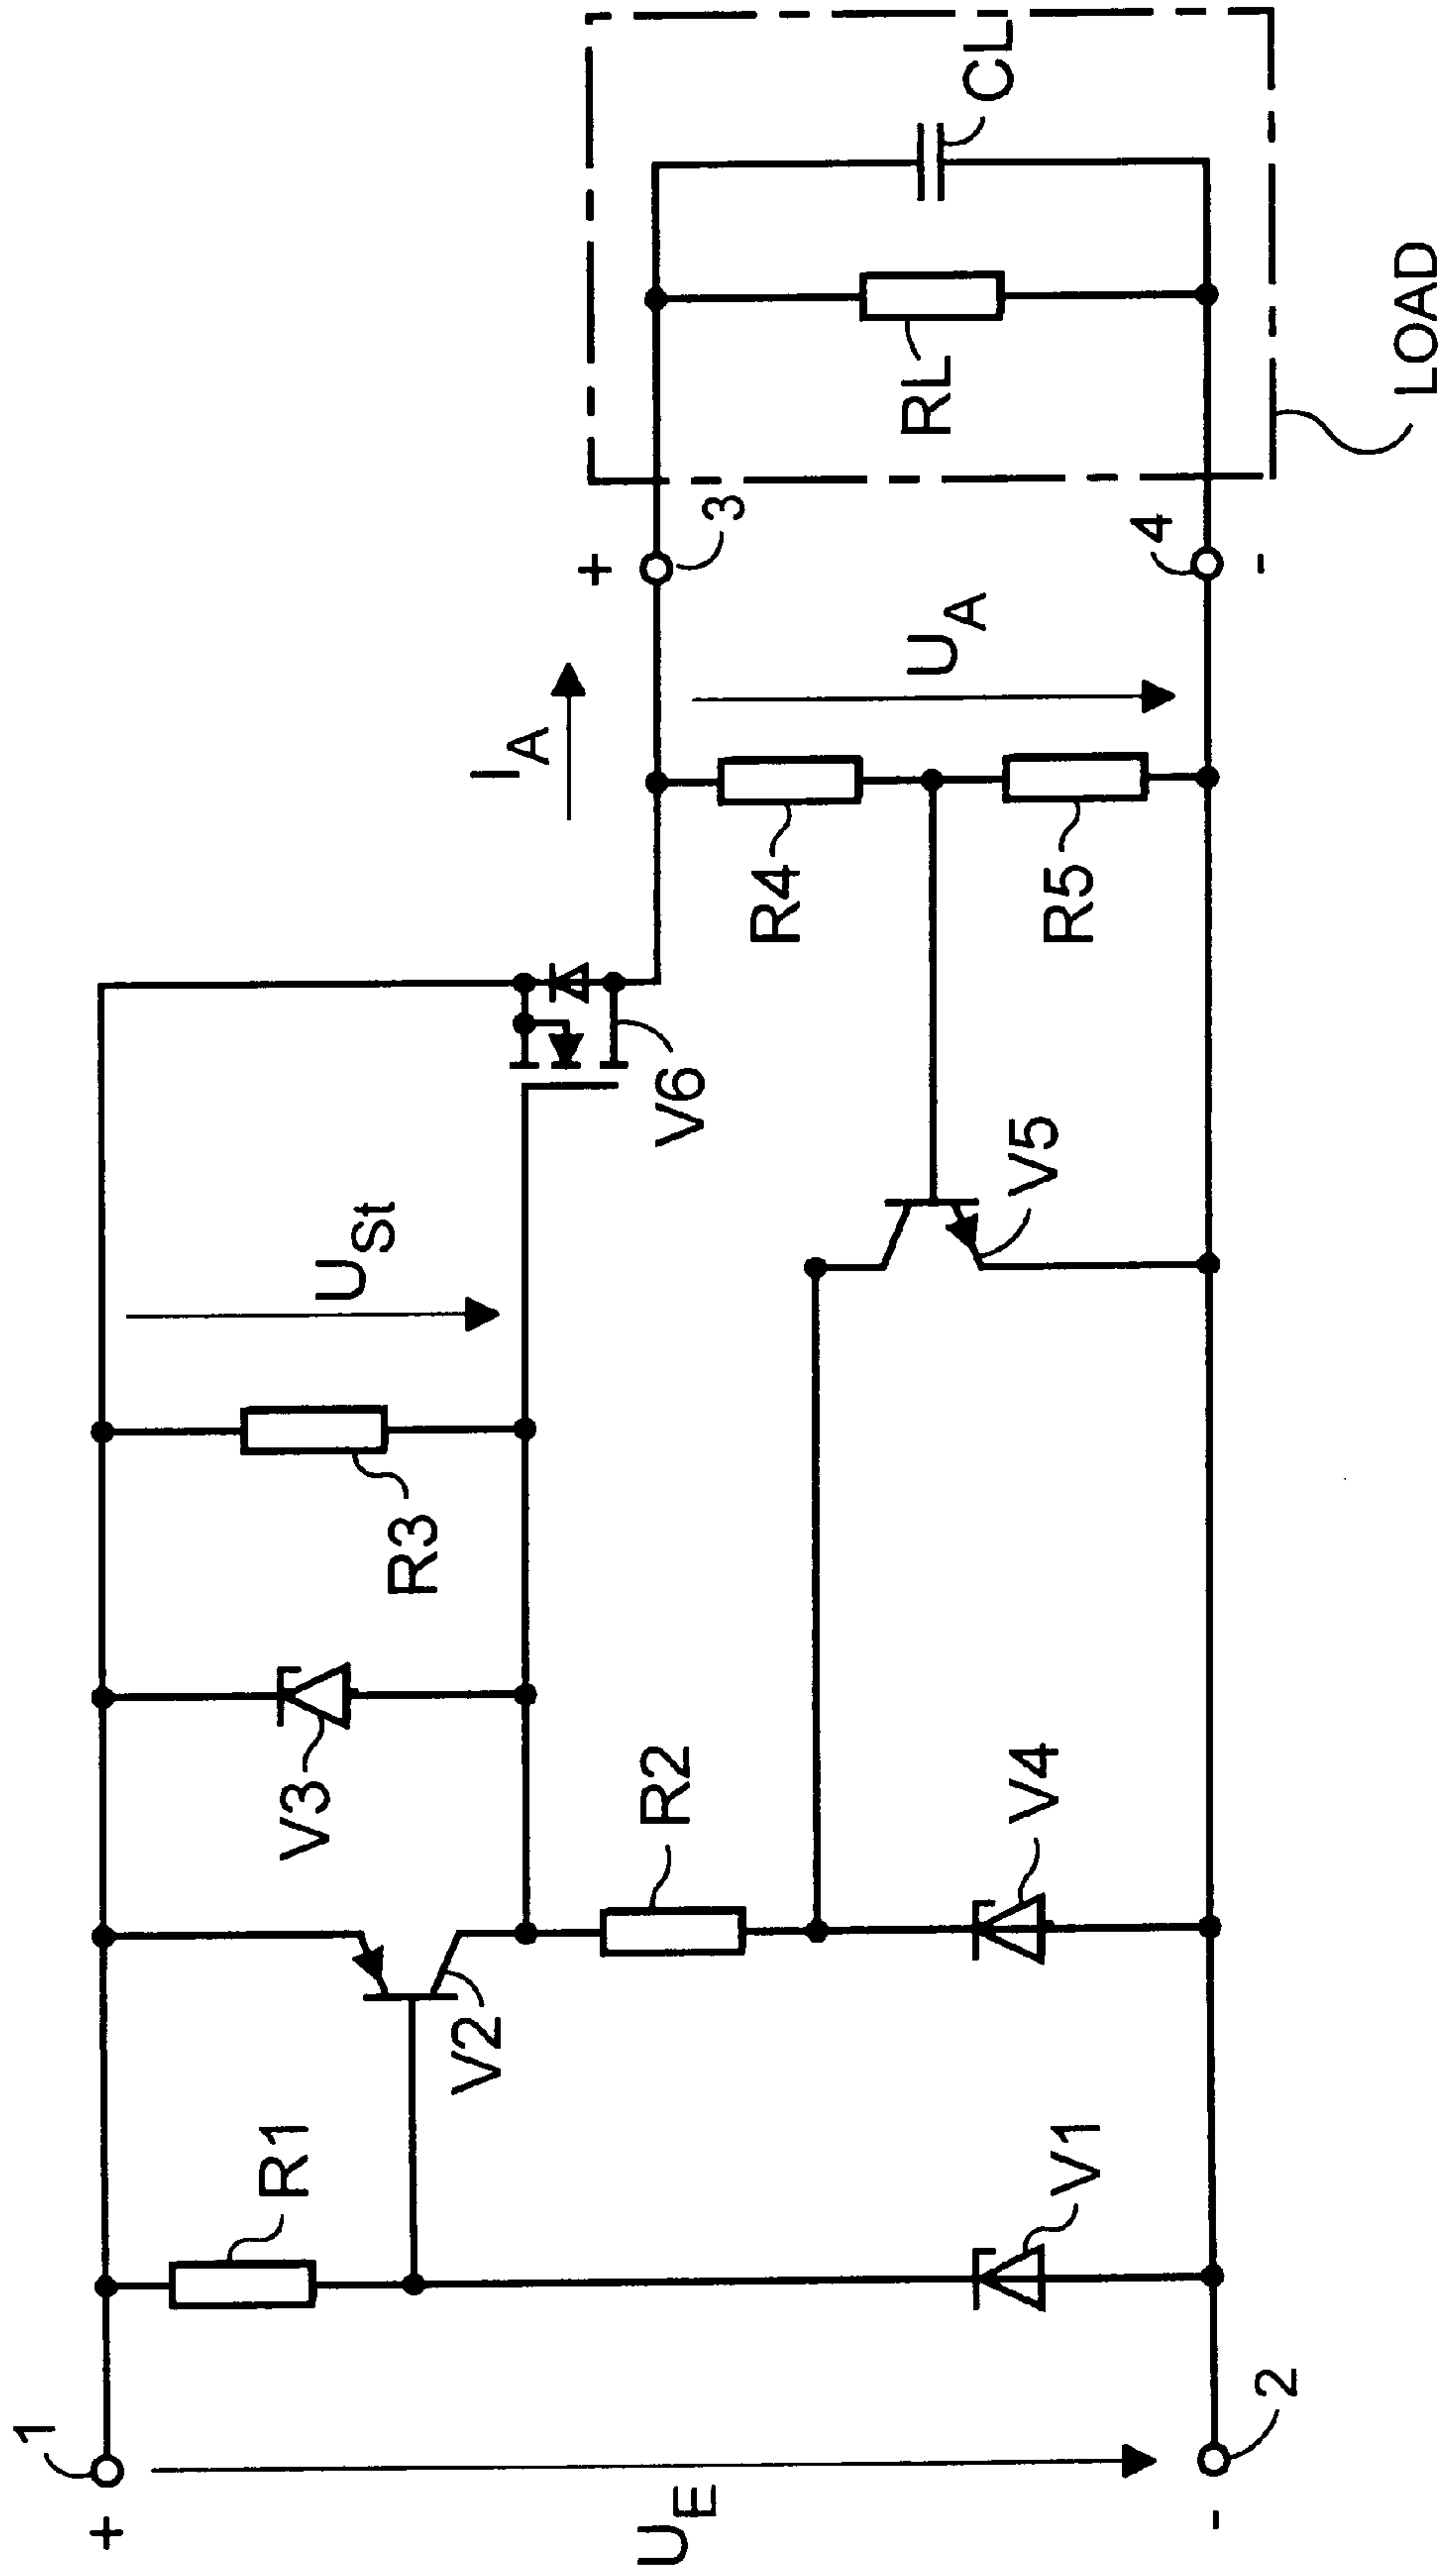 1
+
U_E
-
2
R1
V1
V2
V3
R2
V4
R3
U_St
V6
V5
I_A
R4
R5
U_A
+
3
4
-
RL
CL
LOAD